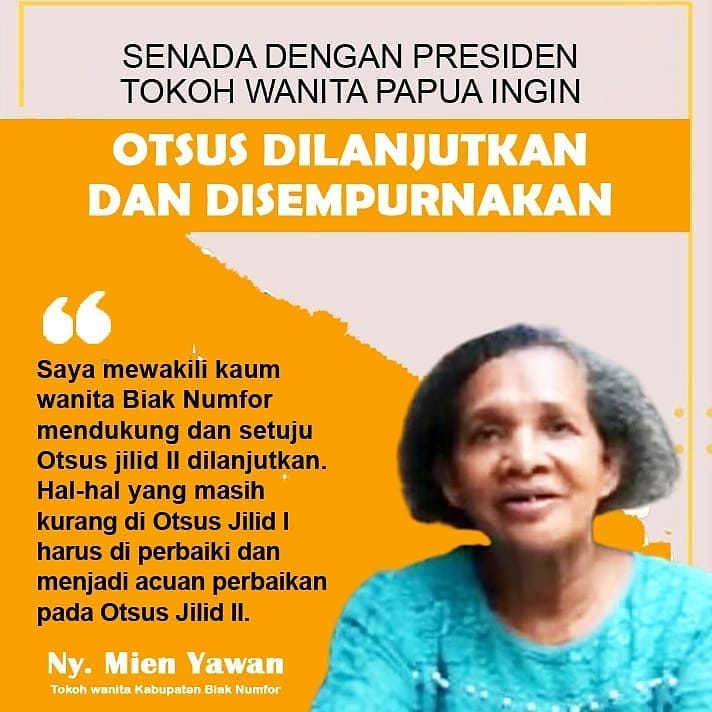 SENADA DENGAN PRESIDEN
TOKOH WANITA PAPUA INGIN
OTSUS DILANJUTKAN
DAN DISEMPURNAKAN
“
Saya mewakili kaum
wanita Biak Numfor
mendukung dan setuju
Otsus jilid II dilanjutkan.
Hal-hal yang masih
kurang di Otsus Jilid I
harus di perbaiki dan
menjadi acuan perbaikan
pada Otsus Jilid II.
Ny. Mien Yawan
Tokoh wanita Kabupaten Biak Numfor